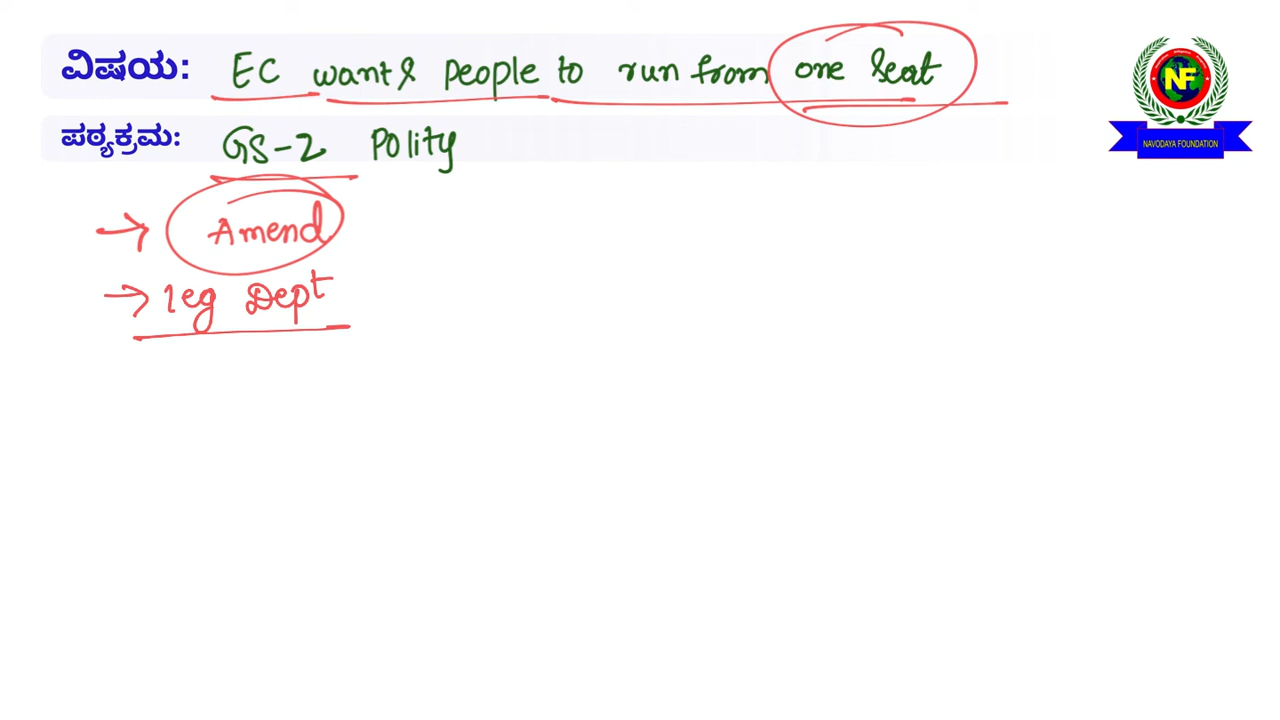 ವಿಷಯ: EC wants people to run from one seat
ಪಠ್ಯಕ್ರಮ: GS-2 Polity
→ Amend
→ leg Dept
NF
NAVODAYA FOUNDATION